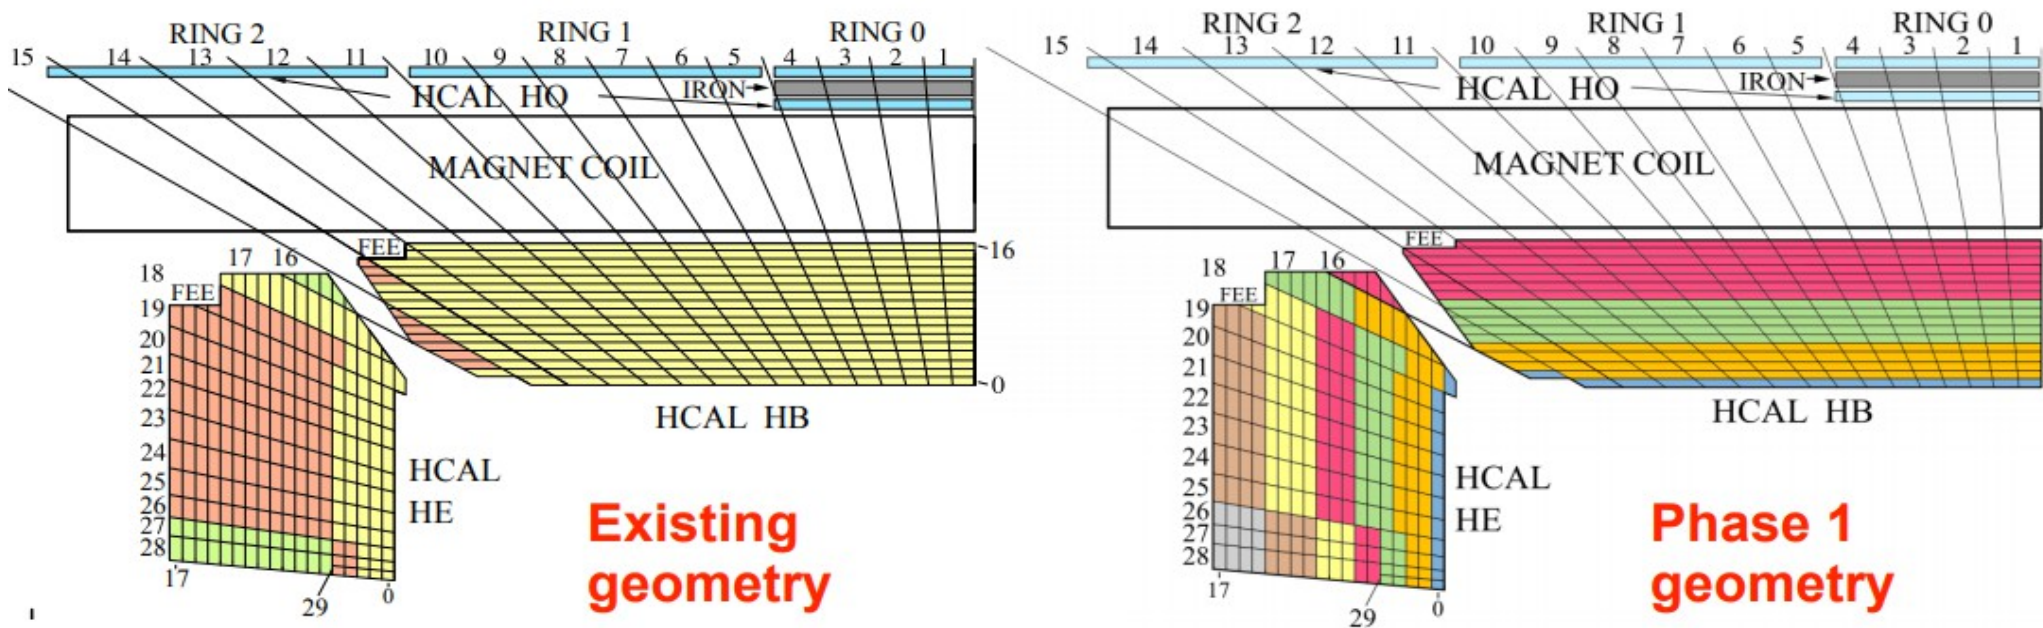 RING 2 RING 1 RING 0
15 14 13 12 11 10 9 8 7 6 5 4 3 2 1
HCAL HO
IRON
MAGNET COIL
FEE
16
0
17 16
18
FEE
19
20
21
22
23
24
25
26
27
28
17
29
0
HCAL HB
HCAL
HE
Existing
geometry
RING 2 RING 1 RING 0
15 14 13 12 11 10 9 8 7 6 5 4 3 2 1
HCAL HO
IRON
MAGNET COIL
FEE
17 16
18
FEE
19
20
21
22
23
24
25
26
27
28
17
29
0
HCAL HB
HCAL
HE
Phase 1
geometry